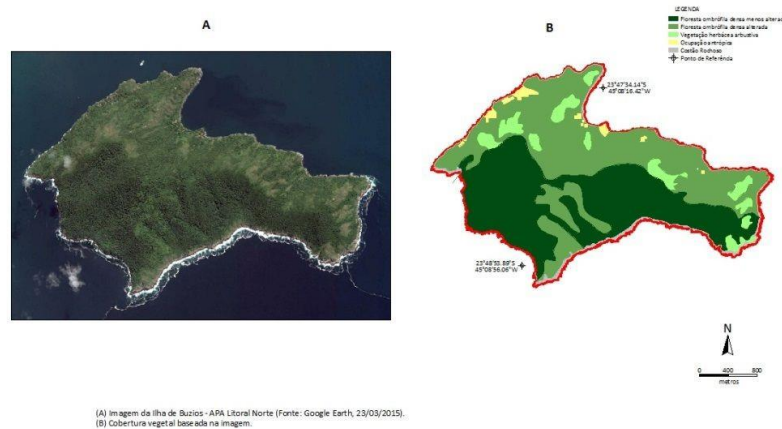 A
B
LEGENDA
Floresta ombrófila densa menos alterada
Floresta ombrófila densa alterada
Vegetação herbácea arbustiva
Ocupação antrópica
Costão Rochoso
Ponto de Referência
23°47'34.14"S
45°08'16.42"W
23°48'53.89"S
45°08'56.06"W
N
0 400 800
metros
(A) Imagem da Ilha de Buzios - APA Litoral Norte (Fonte: Google Earth, 23/03/2015).
(B) Cobertura vegetal baseada na imagem.